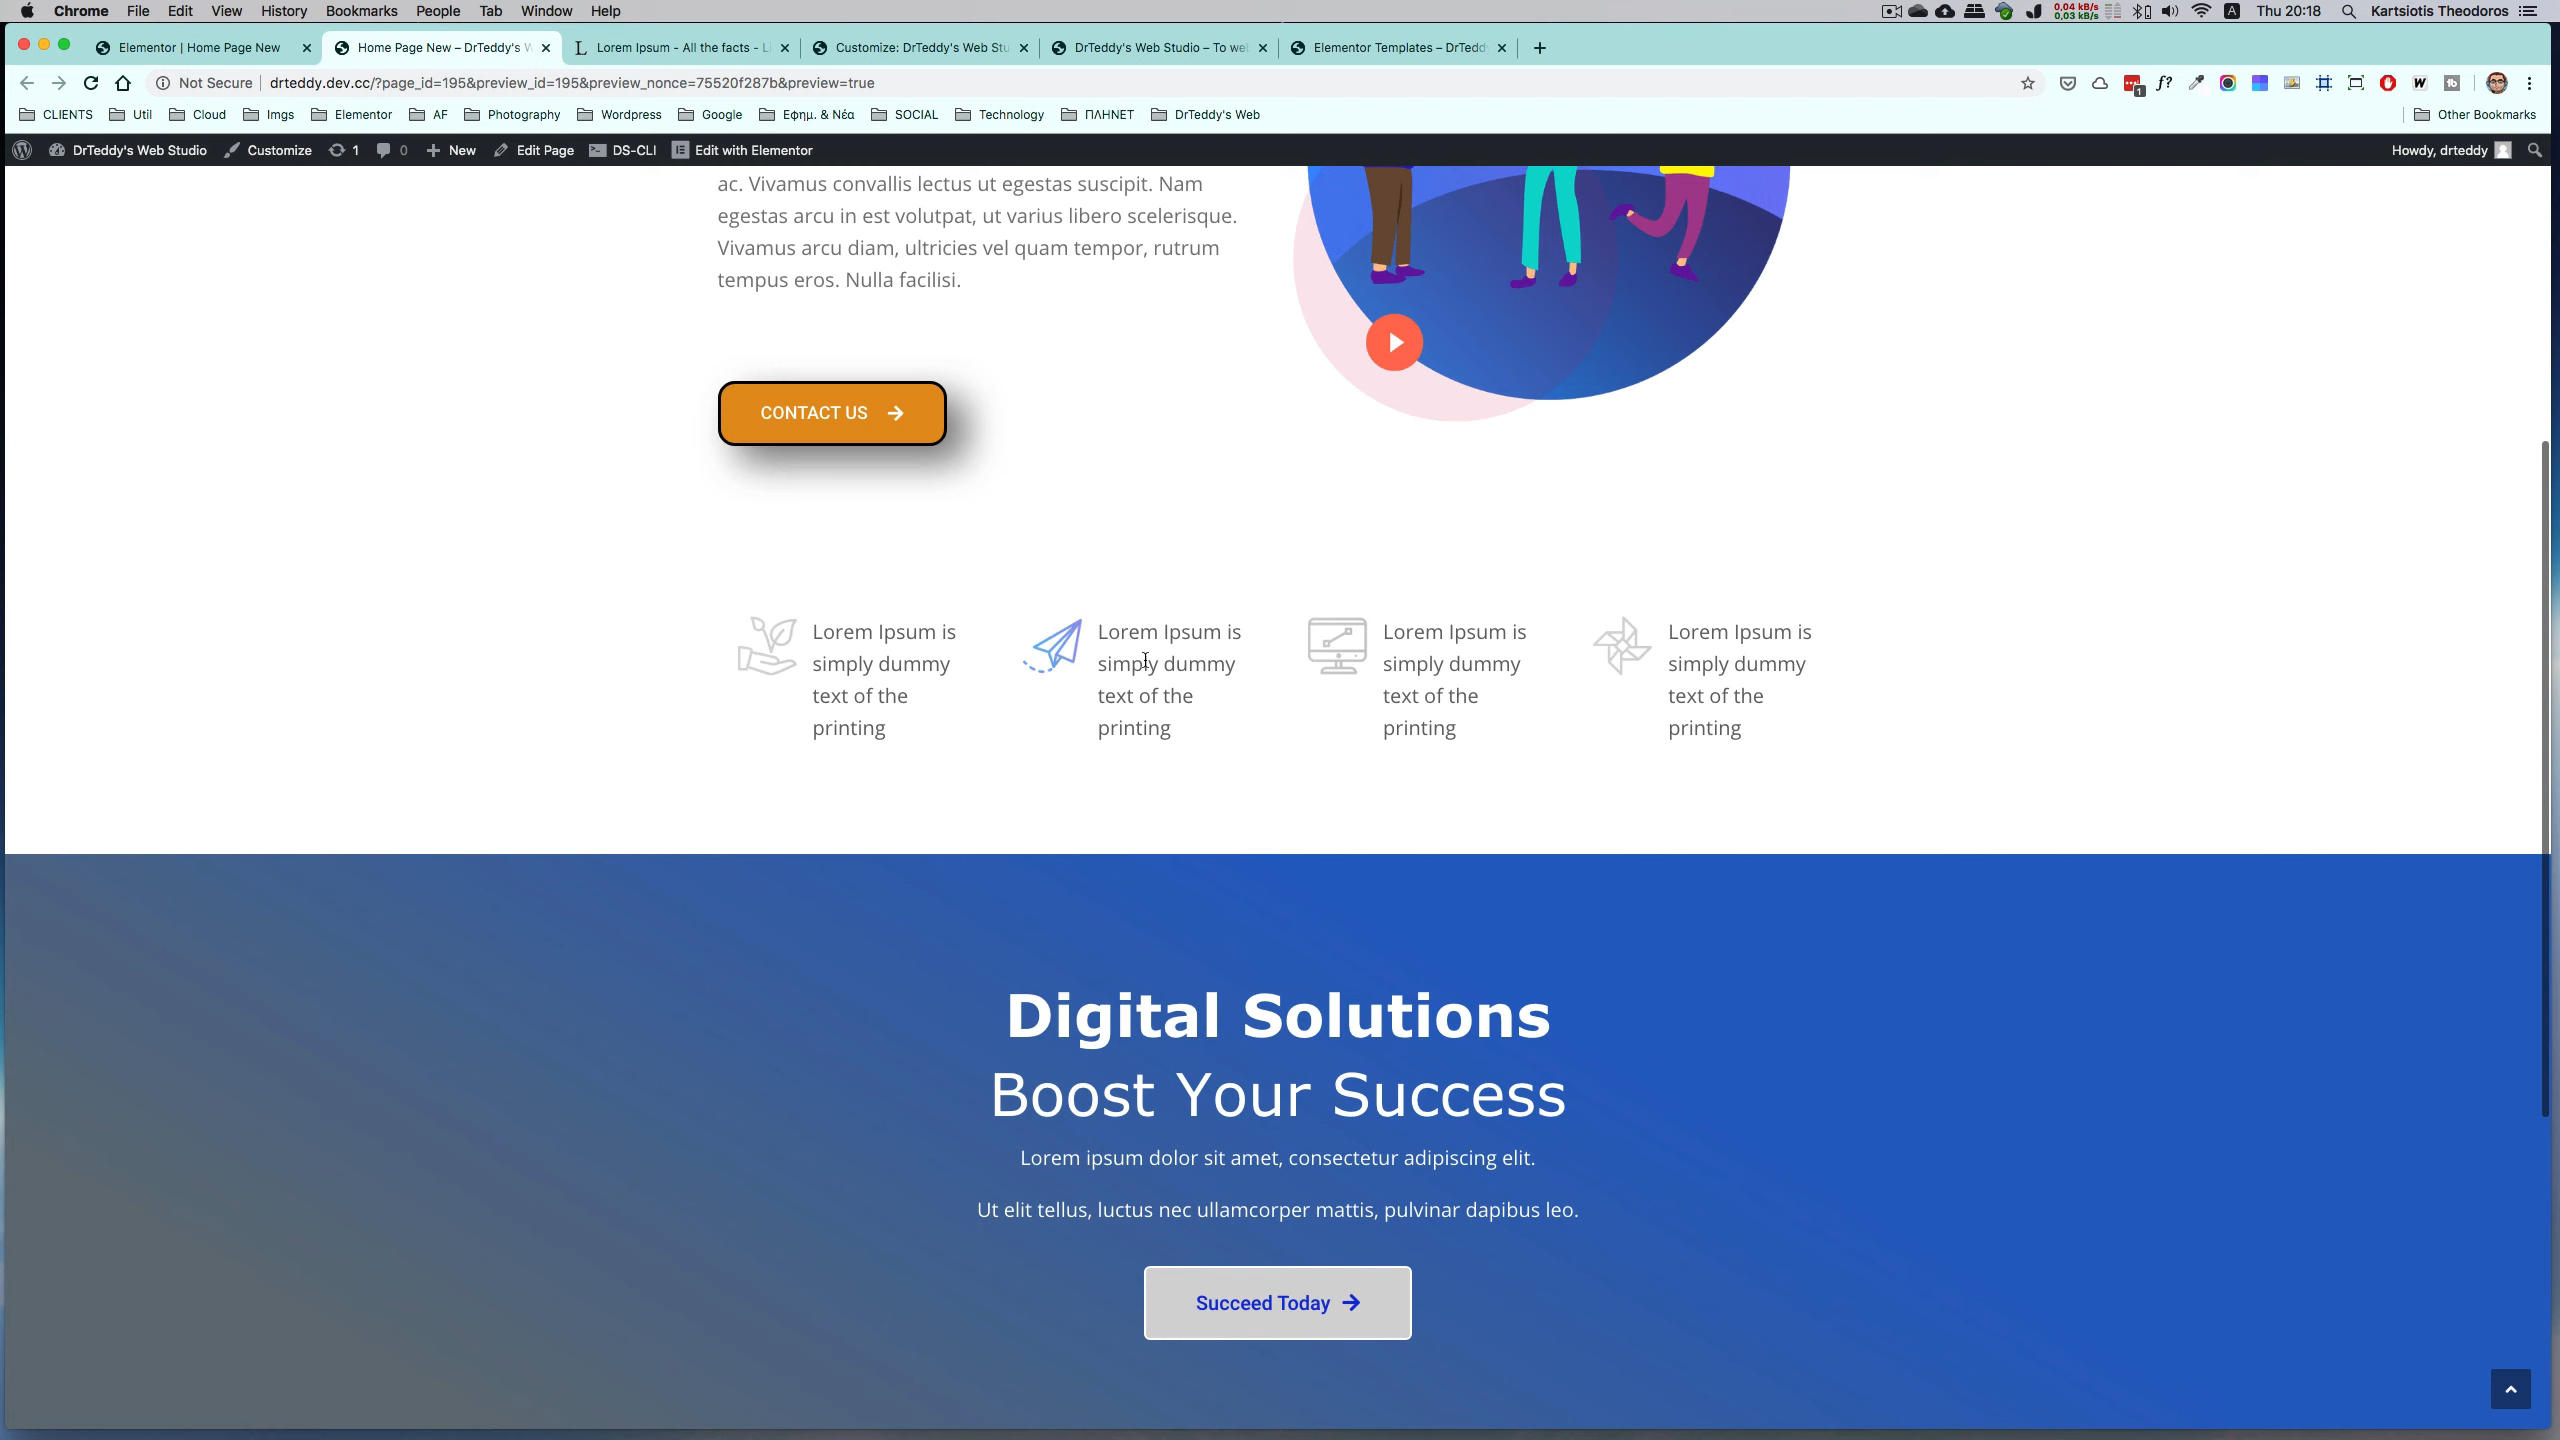 Chrome File Edit View History Bookmarks People Tab Window Help
0,04 kB/s
0,03 kB/s
A Thu 20:18 Kartsiotis Theodoros
Elementor | Home Page New
Home Page New – DrTeddy's W
Lorem Ipsum - All the facts - L
Customize: DrTeddy's Web Stu
DrTeddy's Web Studio – To we
Elementor Templates – DrTedd
Not Secure drteddy.dev.cc/?page_id=195&preview_id=195&preview_nonce=75520f287b&preview=true
CLIENTS Util Cloud Imgs Elementor AF Photography Wordpress Google Εφημ. & Νέα SOCIAL Technology ΠΛΗΝΕΤ DrTeddy's Web Other Bookmarks
DrTeddy's Web Studio Customize 1 0 New Edit Page DS-CLI Edit with Elementor Howdy, drteddy
ac. Vivamus convallis lectus ut egestas suscipit. Nam
egestas arcu in est volutpat, ut varius libero scelerisque.
Vivamus arcu diam, ultricies vel quam tempor, rutrum
tempus eros. Nulla facilisi.
CONTACT US
Lorem Ipsum is
simply dummy
text of the
printing
Lorem Ipsum is
simply dummy
text of the
printing
Lorem Ipsum is
simply dummy
text of the
printing
Lorem Ipsum is
simply dummy
text of the
printing
Digital Solutions
Boost Your Success
Lorem ipsum dolor sit amet, consectetur adipiscing elit.
Ut elit tellus, luctus nec ullamcorper mattis, pulvinar dapibus leo.
Succeed Today